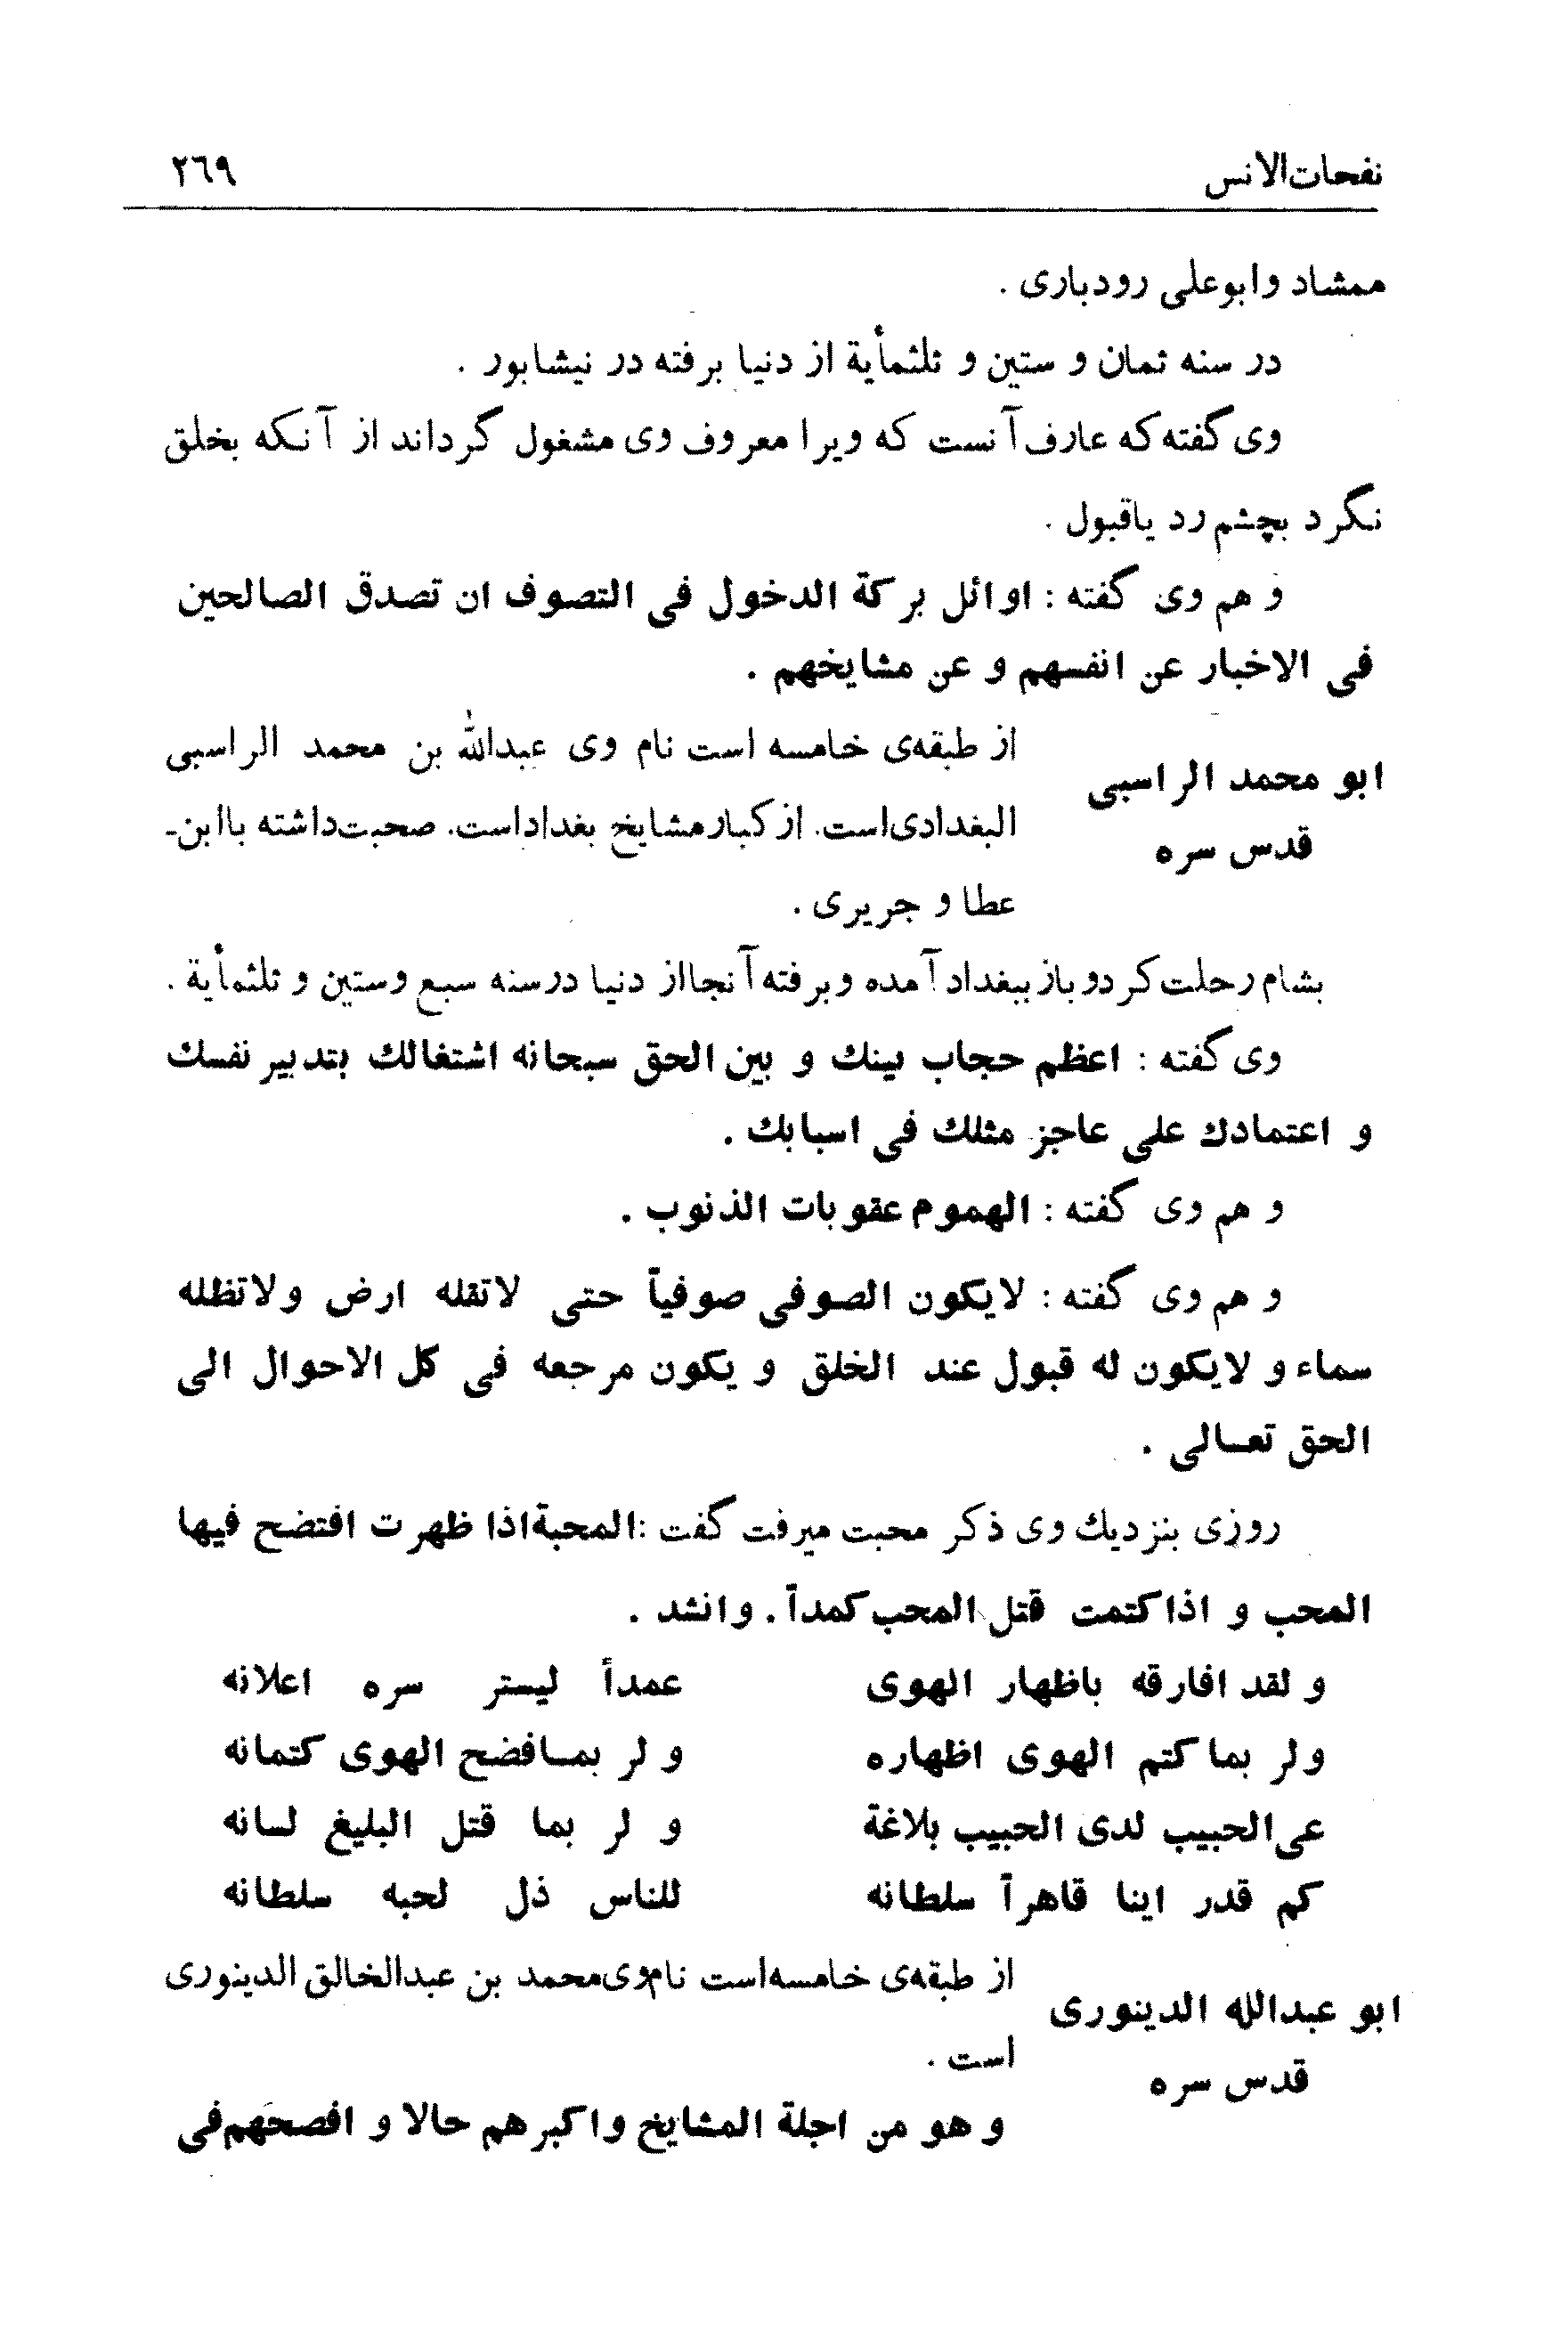 نفحات‌الانس ٢٦٩
همشاد وابوعلی رودباری .
در سنه ثمان و ستین و ثلثمأیة از دنیا برفته در نیشابور .
وی گفته که عارف آنست که ویرا معروف وی مشغول گرداند از آنکه بخلق
نگرد بچشم رد یاقبول .
و هم وی گفته : اوائل برکة الدخول فی التصوف ان تصدق الصالحین
فی الاخبار عن انفسهم و عن مشایخهم .
ابو محمد الراسبی
قدس سره
از طبقه‌ی خامسه است نام وی عبدالله بن محمد الراسبی
البغدادی‌است. از کبار مشایخ بغداداست. صحبت‌داشته باابن-
عطا و جریری .
بشام رحلت کردو باز ببغداد آمده وبرفته آنجااز دنیا درسنه سبع وستین و ثلثمأیة .
وی گفته : اعظم حجاب بینك و بین الحق سبحانه اشتغالك بتدبیر نفسك
و اعتمادك علی عاجز مثلك فی اسبابك .
و هم وی گفته : الهموم عقوبات الذنوب .
و هم وی گفته : لایکون الصوفی صوفیاً حتی لاتقله ارض ولاتظله
سماء و لایکون له قبول عند الخلق و یکون مرجعه فی کل الاحوال الی
الحق تعالی .
روزی بنزدیك وی ذکر محبت میرفت گفت :المحبة اذا ظهرت افتضح فیها
المحب و اذا کتمت قتل المحب کمداً . وانشد .
و لقد افارقه باظهار الهوی عمداً لیستر سره اعلانه
ولر بما کتم الهوی اظهاره و لر بمافضح الهوی کتمانه
عی‌الحبیب لدی الحبیب بلاغة و لر بما قتل البلیغ لسانه
کم قدر اینا قاهراً سلطانه للناس ذل لحبه سلطانه
ابو عبدالله الدینوری
قدس سره
از طبقه‌ی خامسه‌است نام‌وی‌محمد بن عبدالخالق الدینوری
است .
و هو من اجلة المشایخ واکبرهم حالا و افصحهم‌فی